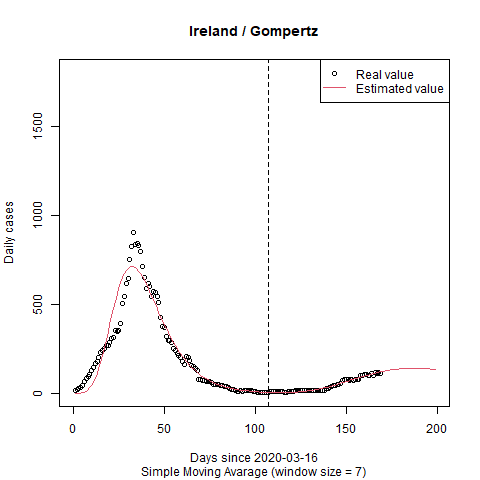 Ireland / Gompertz
Real value
Estimated value
Daily cases
1500
1000
500
0
0 50 100 150 200
Days since 2020-03-16
Simple Moving Avarage (window size = 7)